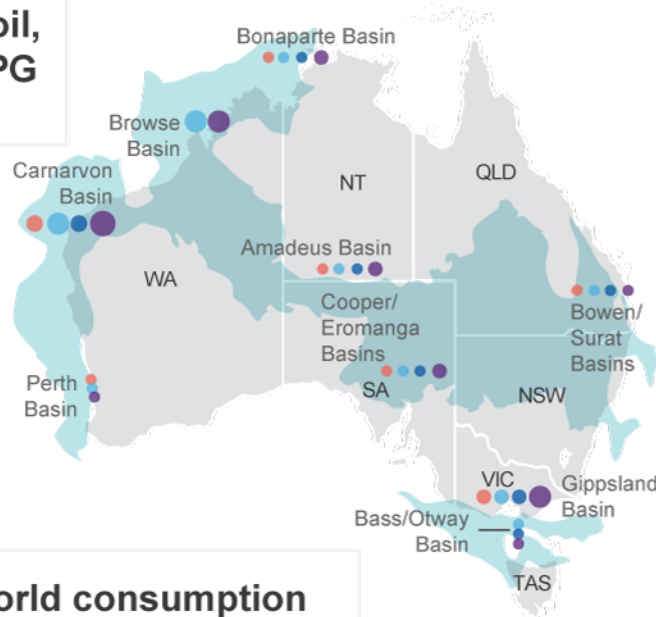 oil,
PG
Bonaparte Basin
Browse
Basin
Carnarvon
Basin
NT
QLD
Amadeus Basin
WA
Cooper/
Eromanga
Basins
Bowen/
Surat
Basins
Perth
Basin
SA
NSW
VIC
Gippsland
Basin
Bass/Otway
Basin
TAS
orld consumption